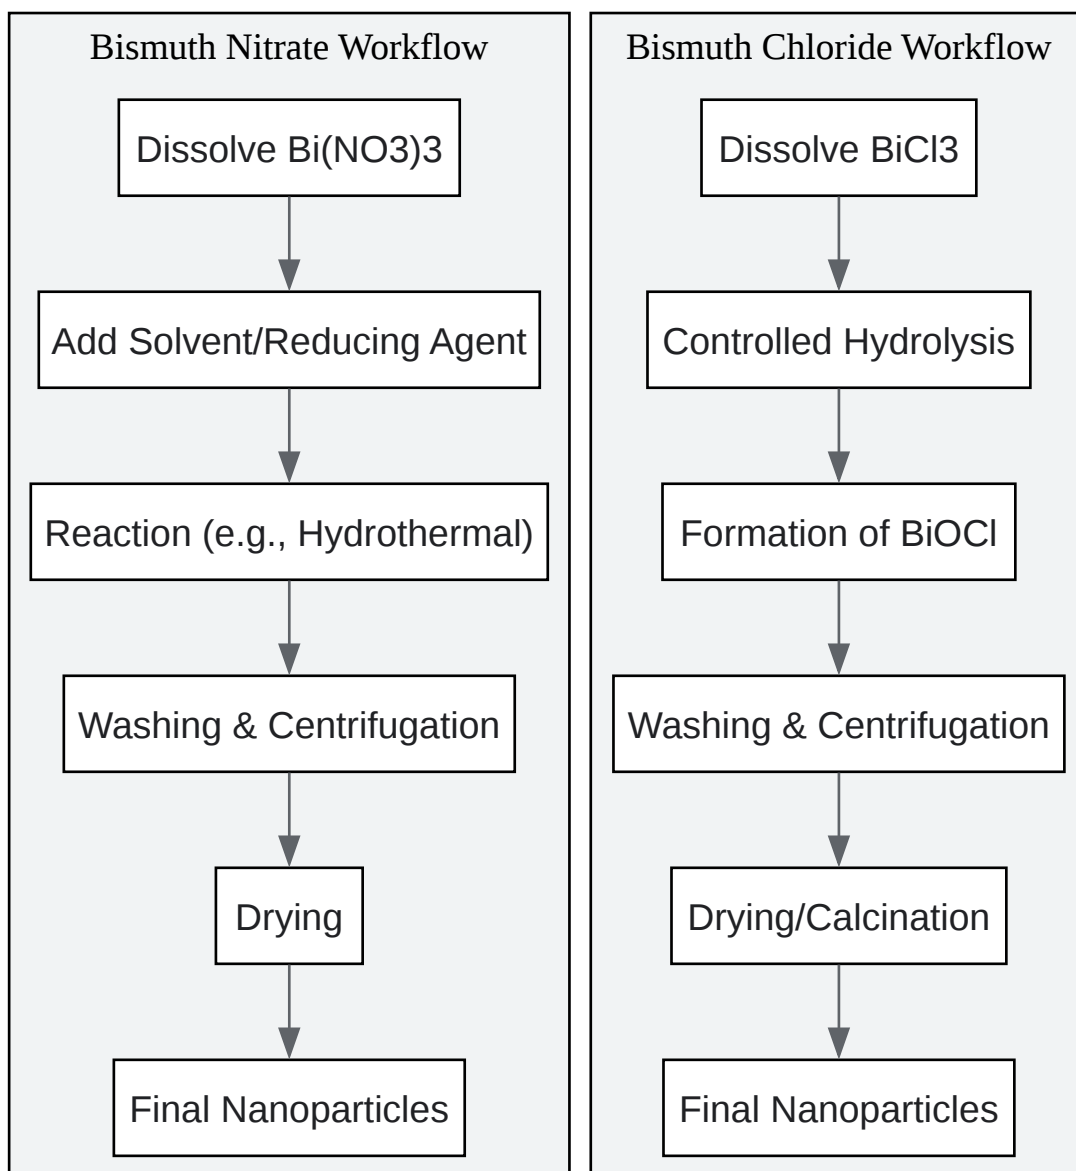 Bismuth Nitrate Workflow
Dissolve Bi(NO3)3
Add Solvent/Reducing Agent
Reaction (e.g., Hydrothermal)
Washing & Centrifugation
Drying
Final Nanoparticles
Bismuth Chloride Workflow
Dissolve BiCl3
Controlled Hydrolysis
Formation of BiOCl
Washing & Centrifugation
Drying/Calcination
Final Nanoparticles